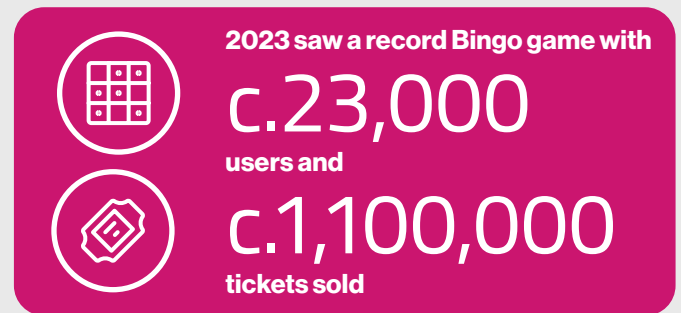 2023 saw a record Bingo game with
c.23,000
users and
c.1,100,000
tickets sold